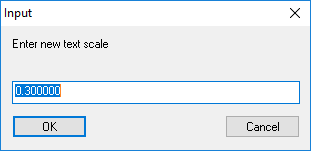 Input
Enter new text scale
0.300000
OK
Cancel